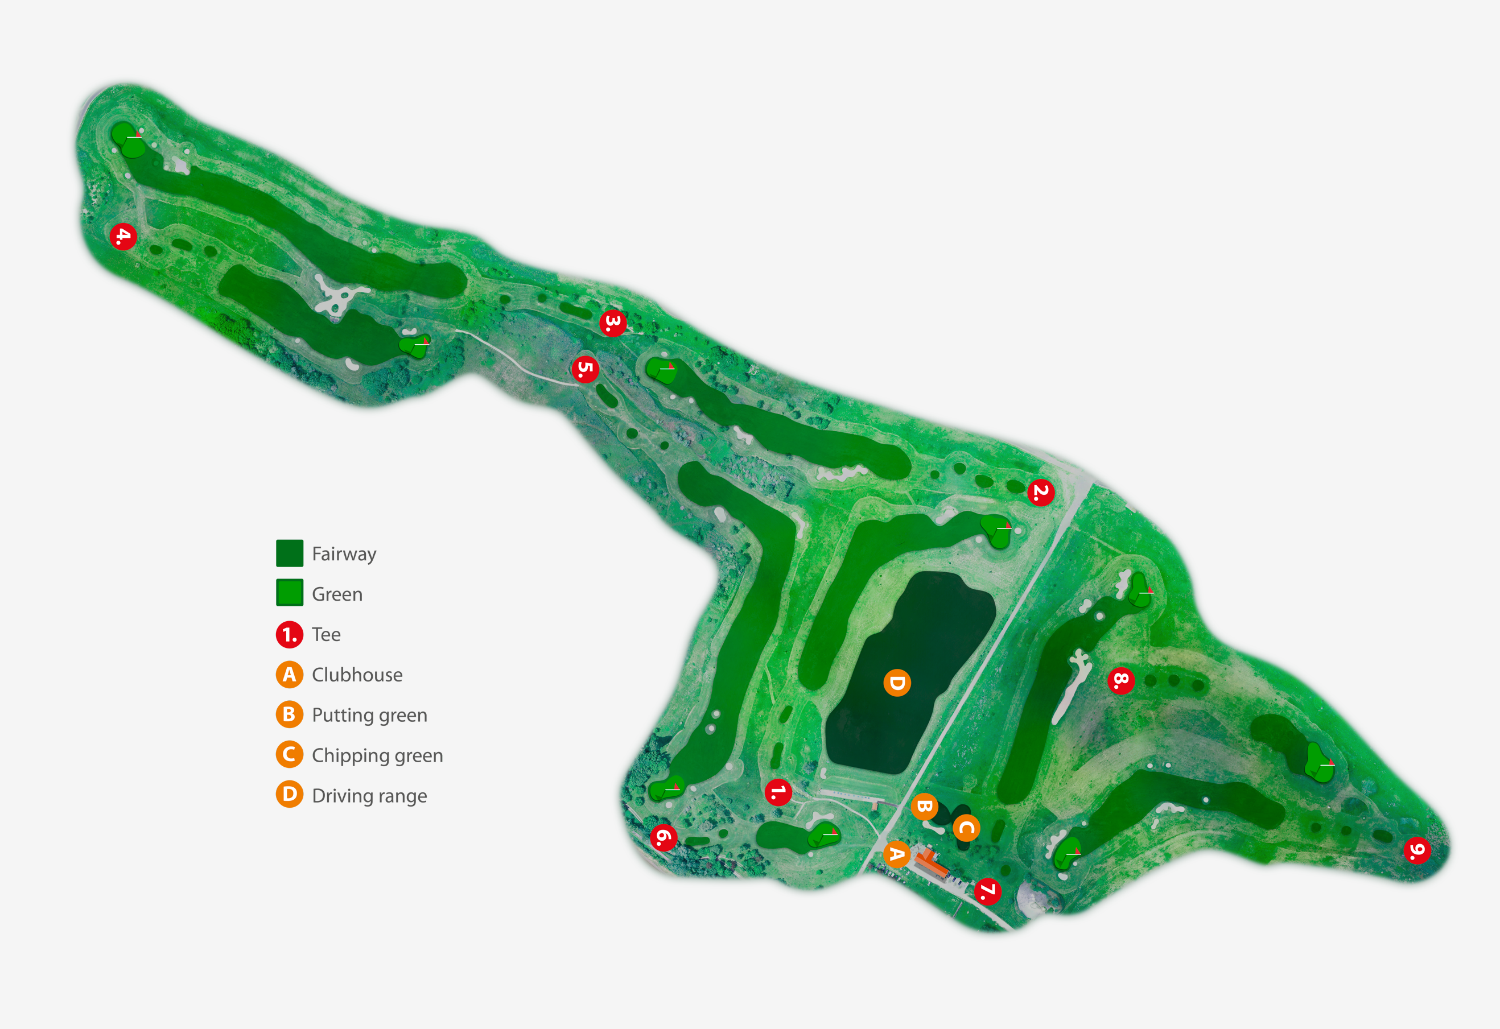 4.
3.
5.
2.
8.
D
1.
B
C
6.
A
9.
7.
Fairway
Green
1. Tee
A Clubhouse
B Putting green
C Chipping green
D Driving range